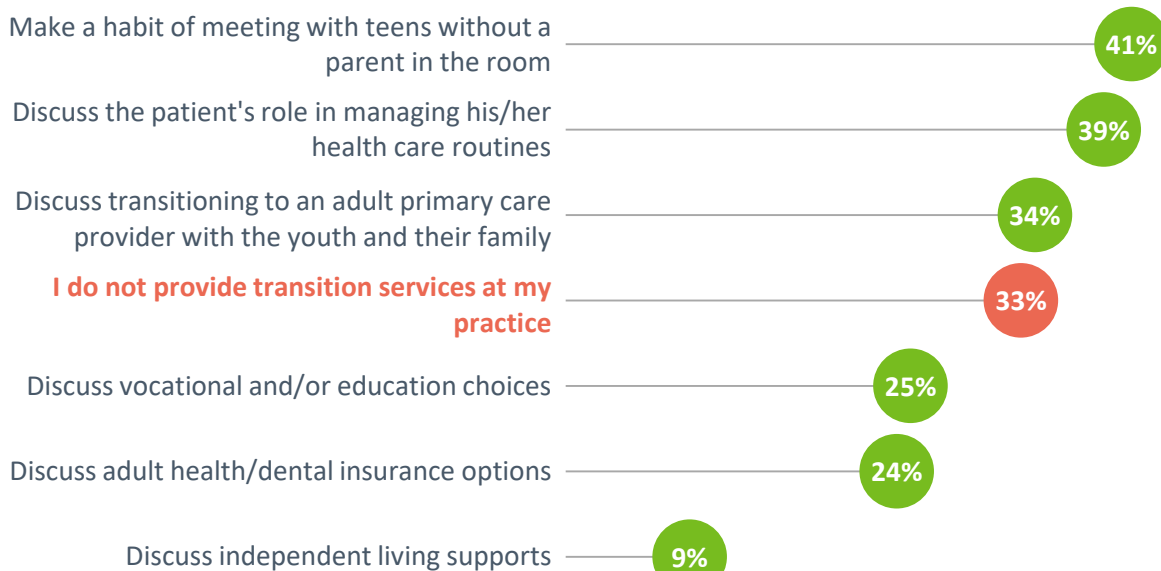 Make a habit of meeting with teens without a
parent in the room
41%
Discuss the patient's role in managing his/her
health care routines
39%
Discuss transitioning to an adult primary care
provider with the youth and their family
34%
I do not provide transition services at my
practice
33%
Discuss vocational and/or education choices
25%
Discuss adult health/dental insurance options
24%
Discuss independent living supports
9%